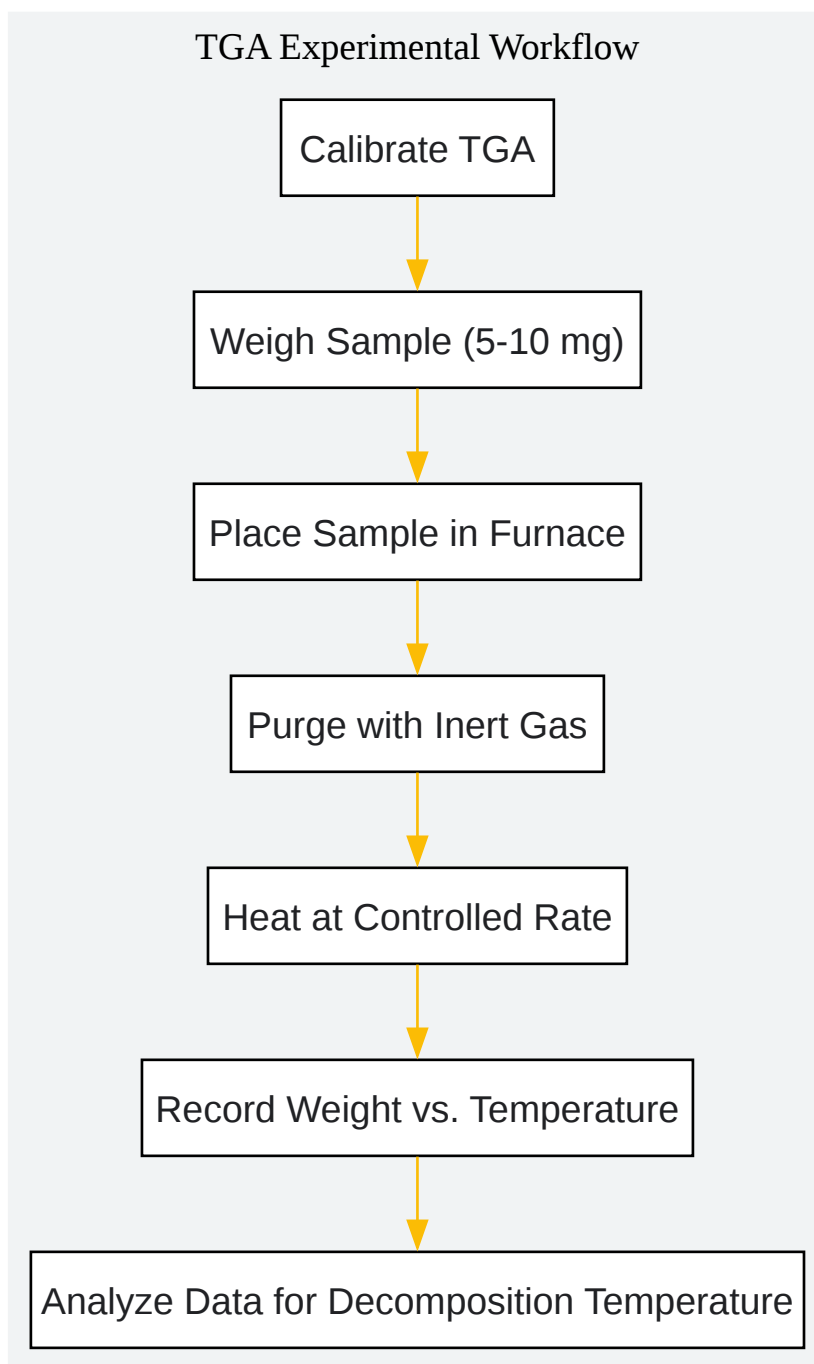 TGA Experimental Workflow
Calibrate TGA
Weigh Sample (5-10 mg)
Place Sample in Furnace
Purge with Inert Gas
Heat at Controlled Rate
Record Weight vs. Temperature
Analyze Data for Decomposition Temperature